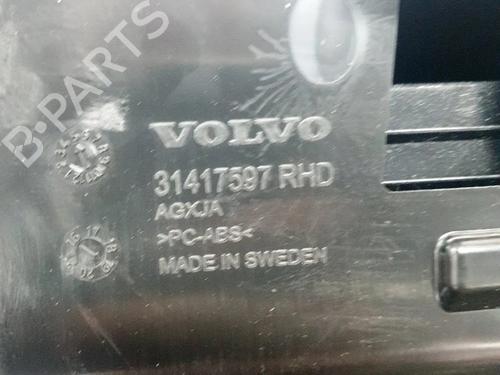 B-PARTS
VOLVO
31417597 RHD
AGXJA
>PC-ABS<
MADE IN SWEDEN